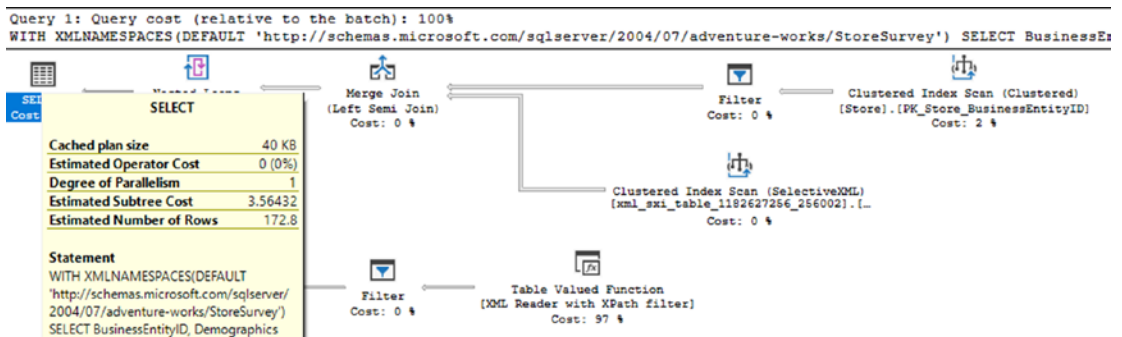 Query 1: Query cost (relative to the batch): 100%
WITH XMLNAMESPACES(DEFAULT 'http://schemas.microsoft.com/sqlserver/2004/07/adventure-works/StoreSurvey') SELECT
Merge Join
(Left Semi Join)
Cost: 0 %
Filter
Cost: 0 %
Clustered Index Scan (Clustered)
[Store].[PK_Store_BusinessEntityID]
Cost: 2 %
Cost
SELECT
Cached plan size 40 KB
Estimated Operator Cost 0 (0%)
Degree of Parallelism 1
Estimated Subtree Cost 3.56432
Estimated Number of Rows 172.8
Statement
WITH XMLNAMESPACES(DEFAULT
'http://schemas.microsoft.com/sqlserver/
2004/07/adventure-works/StoreSurvey')
SELECT BusinessEntityID, Demographics
Clustered Index Scan (SelectiveXML)
[xml_sxi_table_1182627256_256002].[…
Cost: 0 %
Filter
Cost: 0 %
Table Valued Function
[XML Reader with XPath filter]
Cost: 97 %